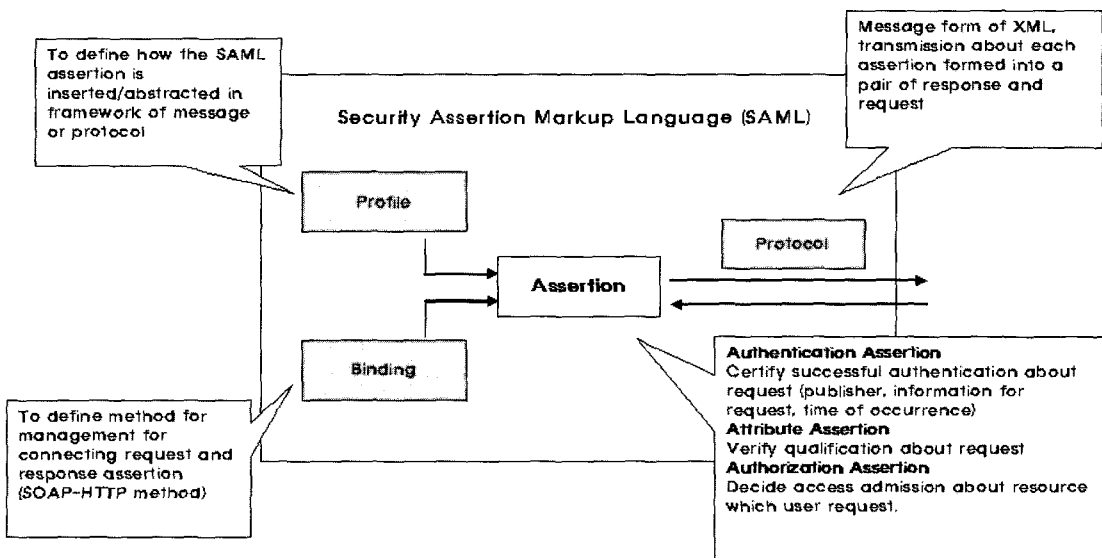 To define how the SAML
assertion is
inserted/abstracted in
framework of message
or protocol
Message form of XML,
transmission about each
assertion formed into a
pair of response and
request
Security Assertion Markup Language (SAML)
Profile
Protocol
Assertion
Binding
To define method for
management for
connecting request and
response assertion
(SOAP-HTTP method)
Authentication Assertion
Certify successful authentication about
request (publisher, information for
request, time of occurrence)
Attribute Assertion
Verify qualification about request
Authorization Assertion
Decide access admission about resource
which user request.